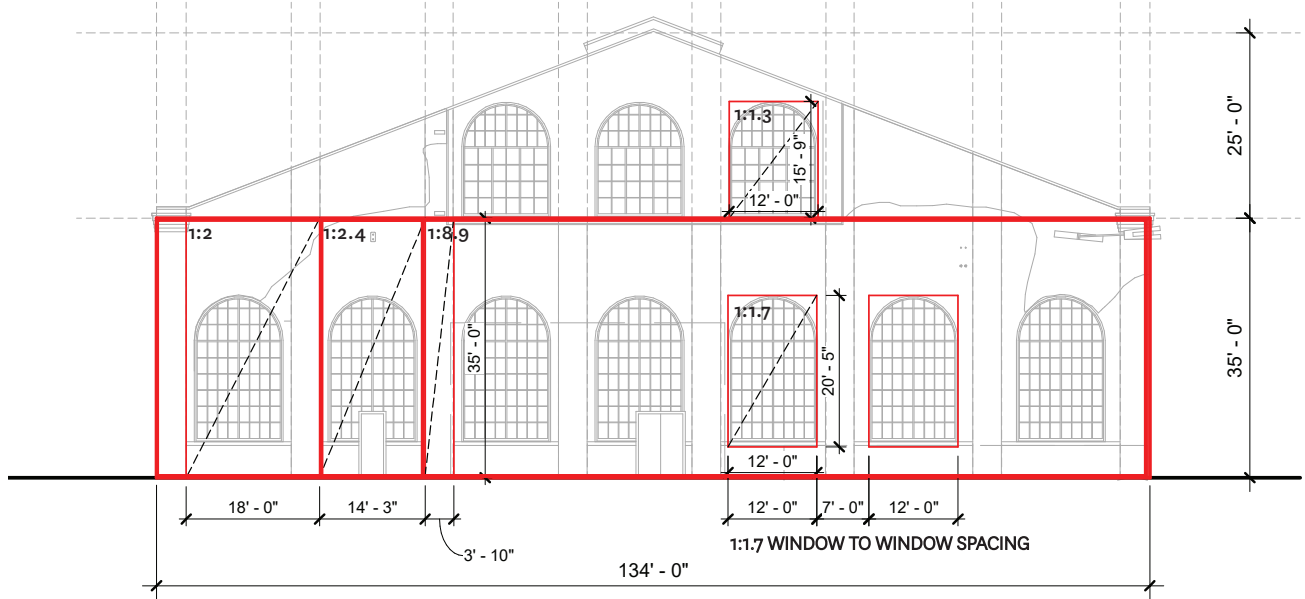 1:1.3
15' - 9"
12' - 0"
25' - 0"
1:2
1:2.4
1:8.9
35' - 0"
1:1.7
20' - 5"
35' - 0"
12' - 0"
18' - 0"
14' - 3"
12' - 0"
7' - 0"
12' - 0"
3' - 10"
1:1.7 WINDOW TO WINDOW SPACING
134' - 0"